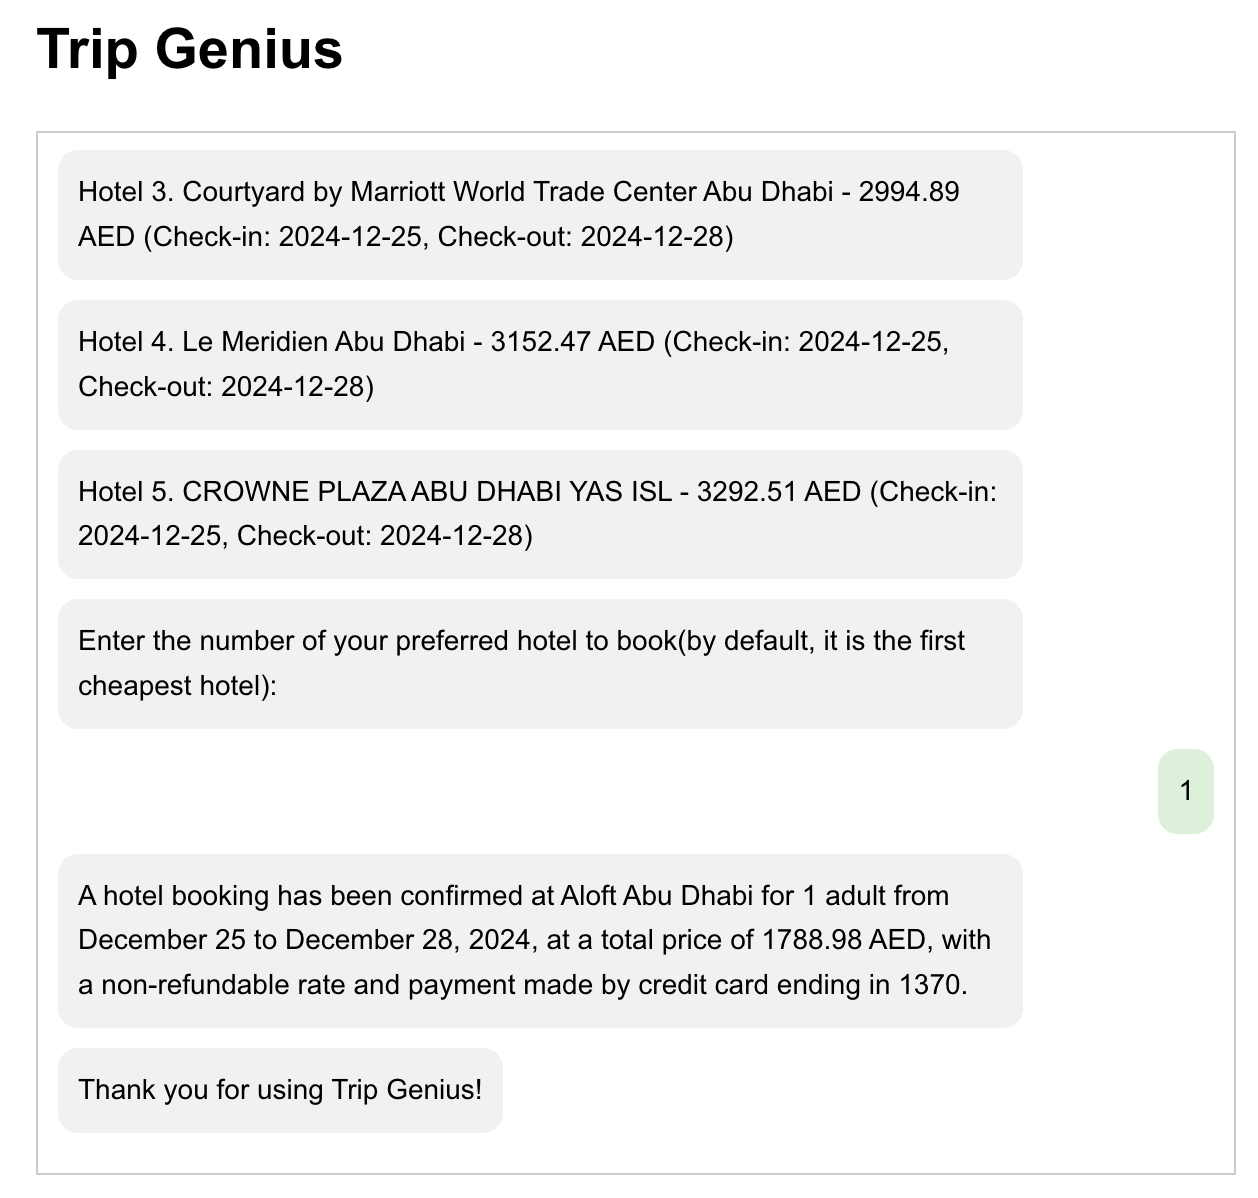 Trip Genius
Hotel 3. Courtyard by Marriott World Trade Center Abu Dhabi - 2994.89
AED (Check-in: 2024-12-25, Check-out: 2024-12-28)
Hotel 4. Le Meridien Abu Dhabi - 3152.47 AED (Check-in: 2024-12-25,
Check-out: 2024-12-28)
Hotel 5. CROWNE PLAZA ABU DHABI YAS ISL - 3292.51 AED (Check-in:
2024-12-25, Check-out: 2024-12-28)
Enter the number of your preferred hotel to book(by default, it is the first
cheapest hotel):
1
A hotel booking has been confirmed at Aloft Abu Dhabi for 1 adult from
December 25 to December 28, 2024, at a total price of 1788.98 AED, with
a non-refundable rate and payment made by credit card ending in 1370.
Thank you for using Trip Genius!